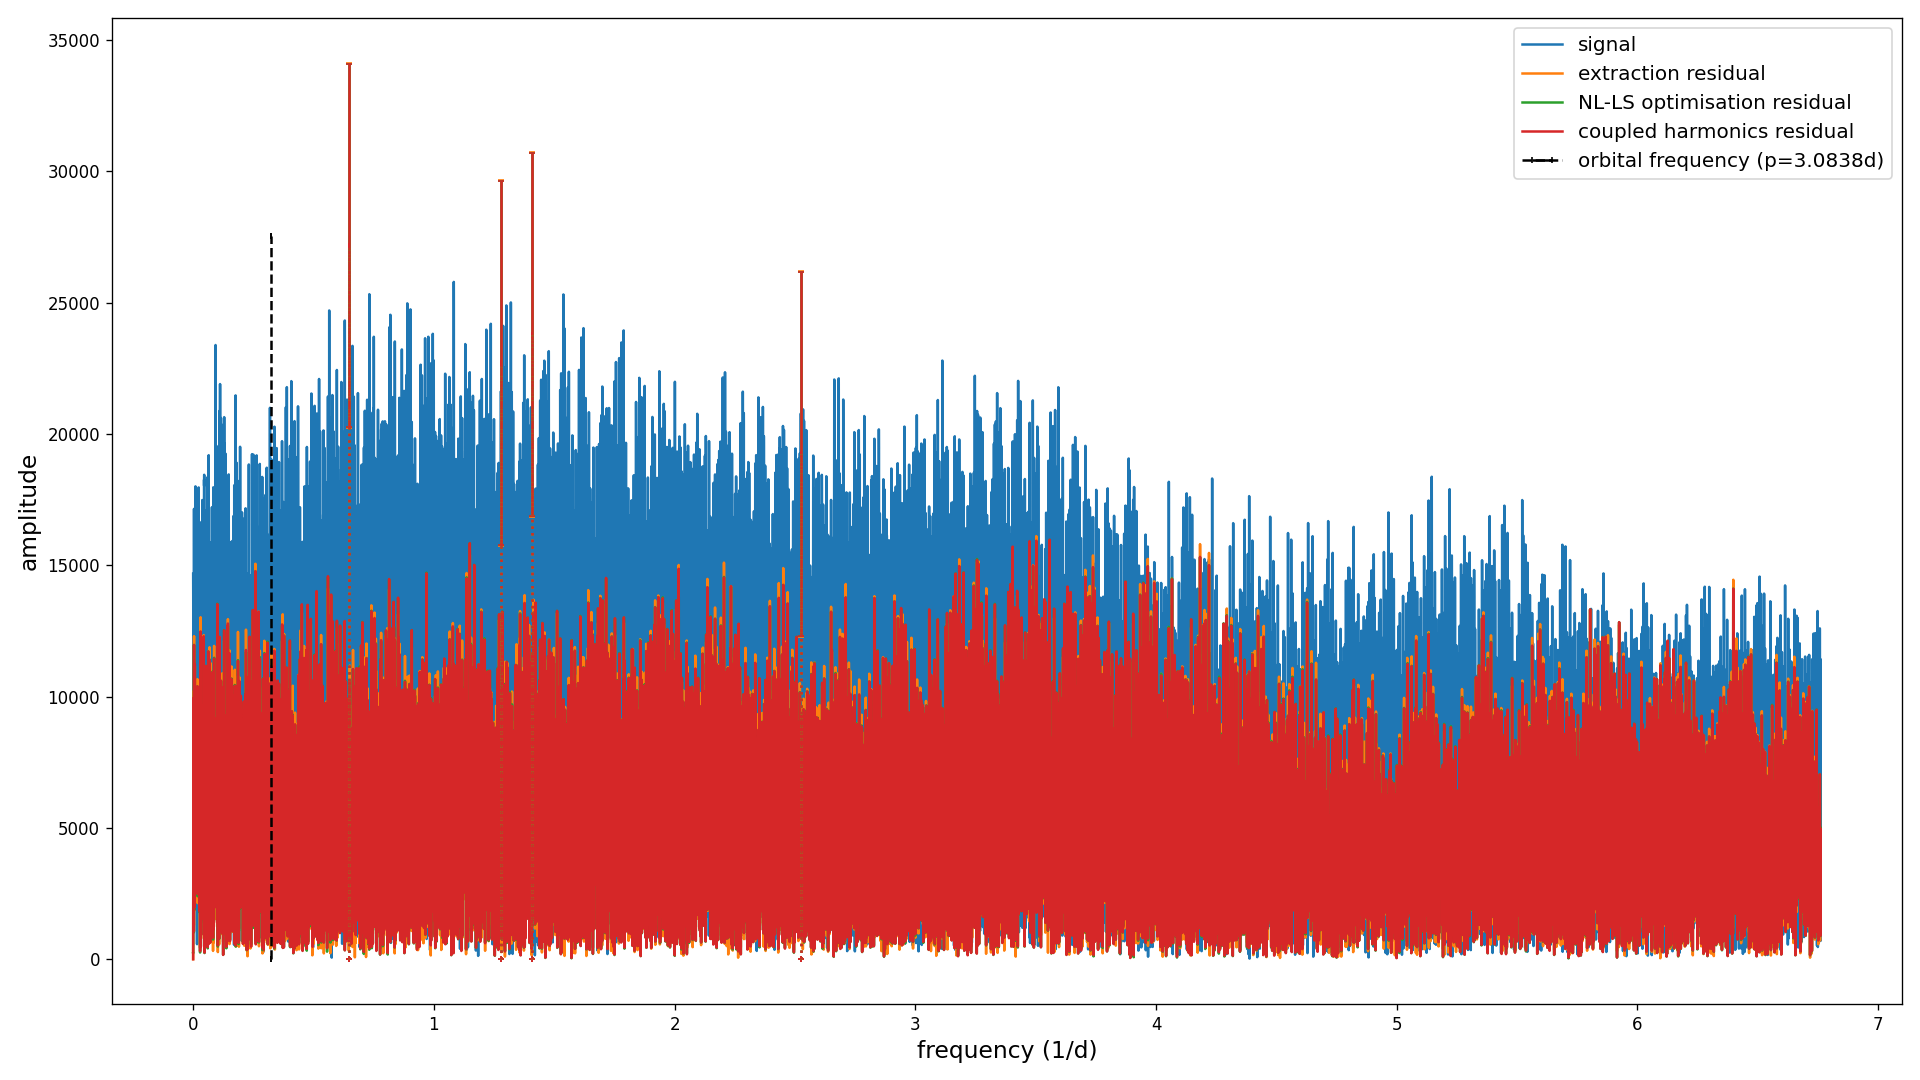 signal
extraction residual
NL-LS optimisation residual
coupled harmonics residual
orbital frequency (p=3.0838d)
35000
30000
25000
20000
15000
10000
5000
0
amplitude
0 1 2 3 4 5 6 7
frequency (1/d)